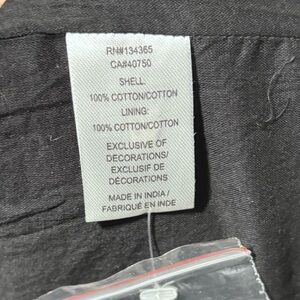 RN#134365
CA#40750
SHELL:
100% COTTON/COTTON
LINING:
100% COTTON/COTTON
EXCLUSIVE OF
DECORATIONS/
EXCLUSIF DE
DÉCORATIONS
MADE IN INDIA /
FABRIQUÉ EN INDE